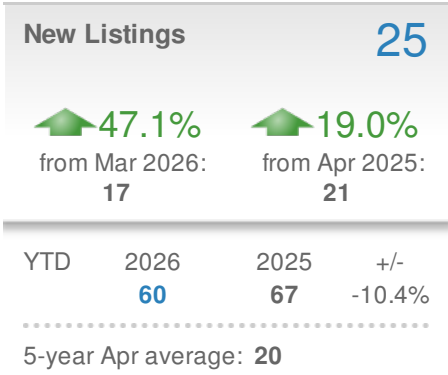 New Listings 25
47.1% 19.0%
from Mar 2026: from Apr 2025:
17 21
YTD 2026 2025 +/-
60 67 -10.4%
5-year Apr average: 20